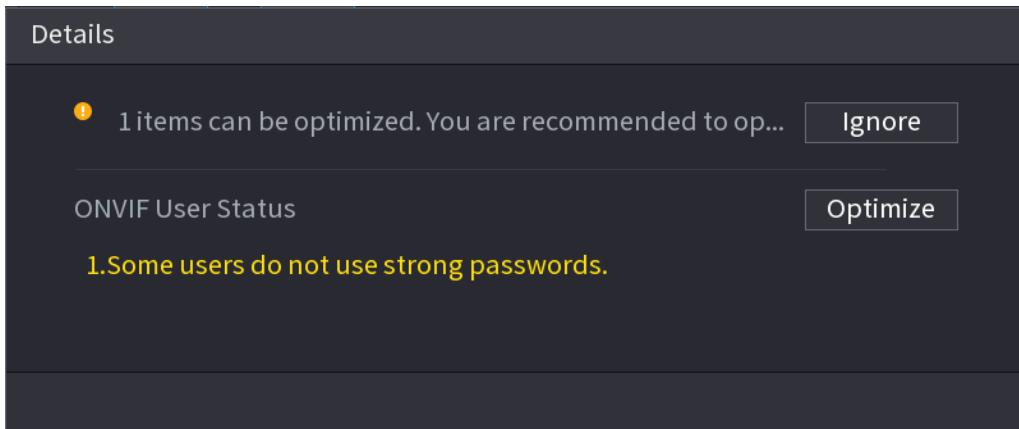 Details
1 items can be optimized. You are recommended to op...
Ignore
ONVIF User Status
Optimize
1.Some users do not use strong passwords.